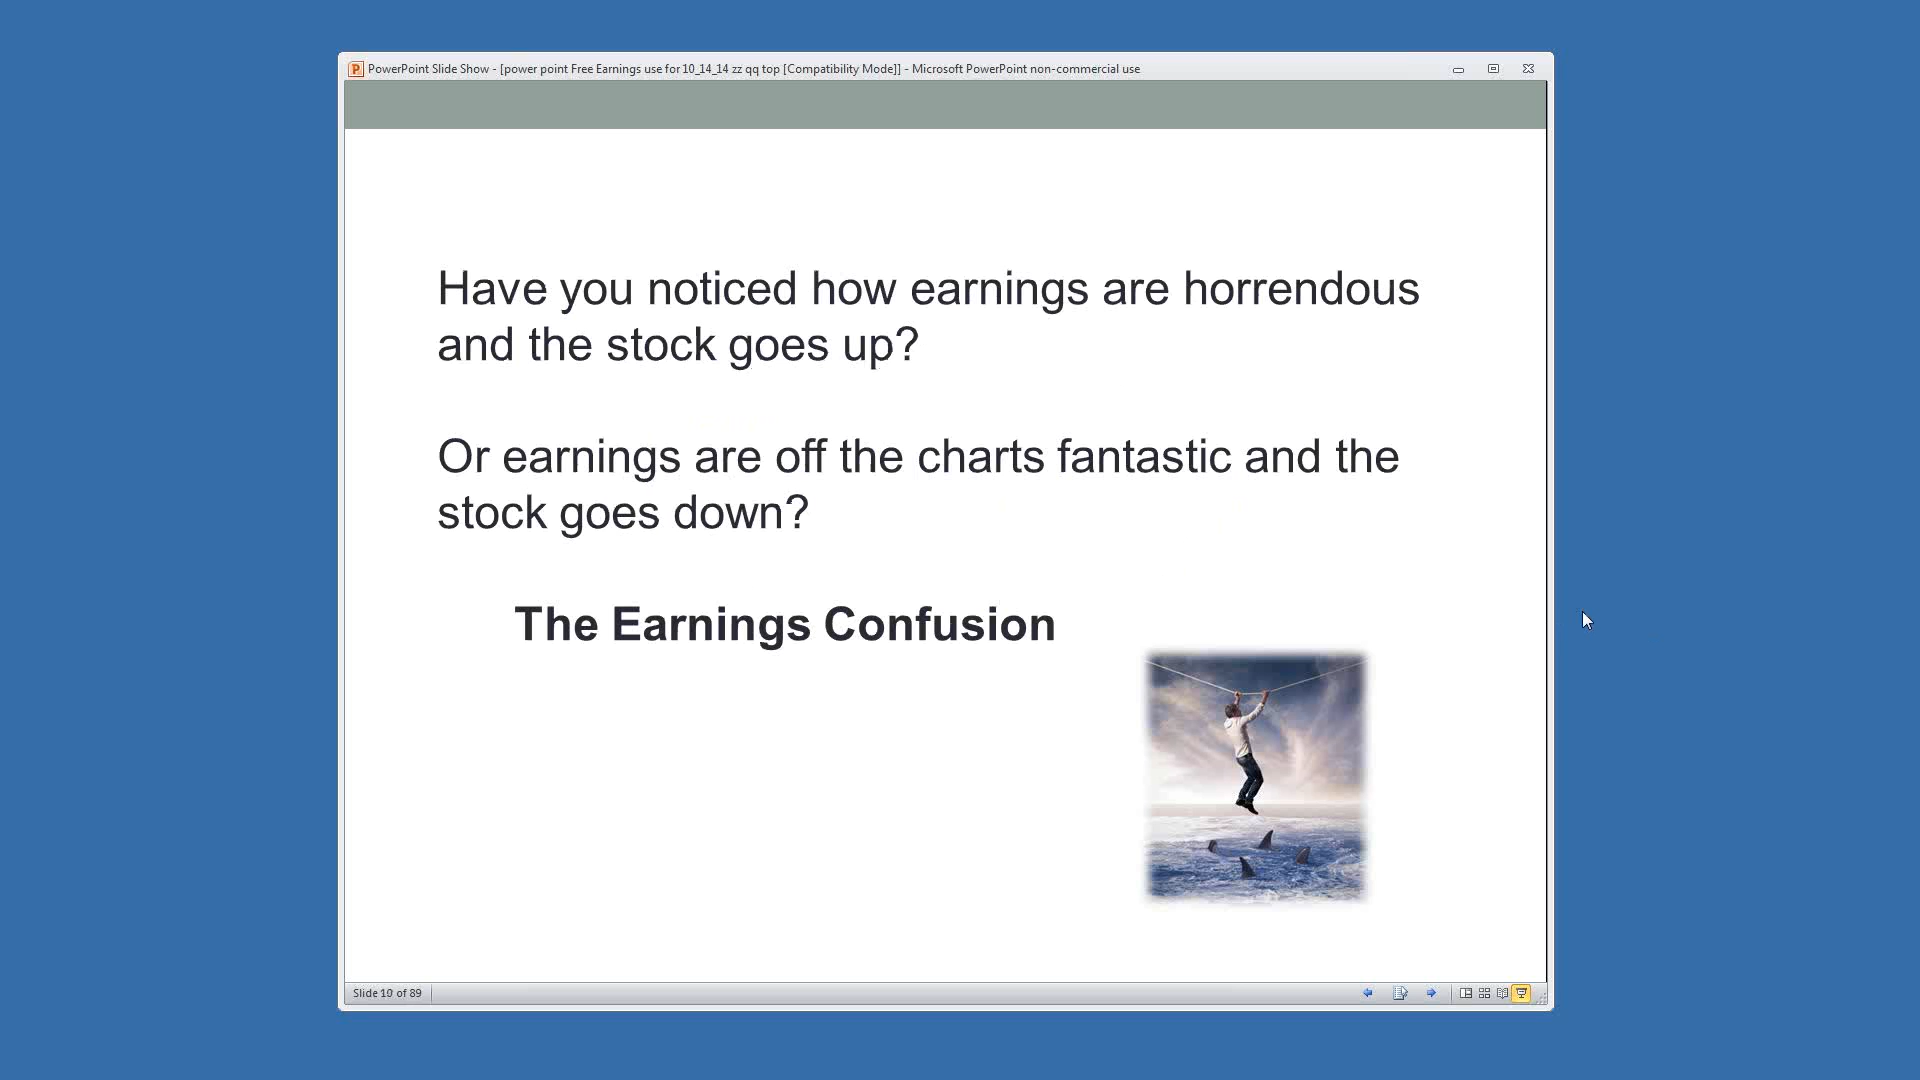 PowerPoint Slide Show - [power point Free Earnings use for 10_14_14 zz qq top [Compatibility Mode]] - Microsoft PowerPoint non-commercial use
Have you noticed how earnings are horrendous
and the stock goes up?
Or earnings are off the charts fantastic and the
stock goes down?
The Earnings Confusion
Slide 10 of 89